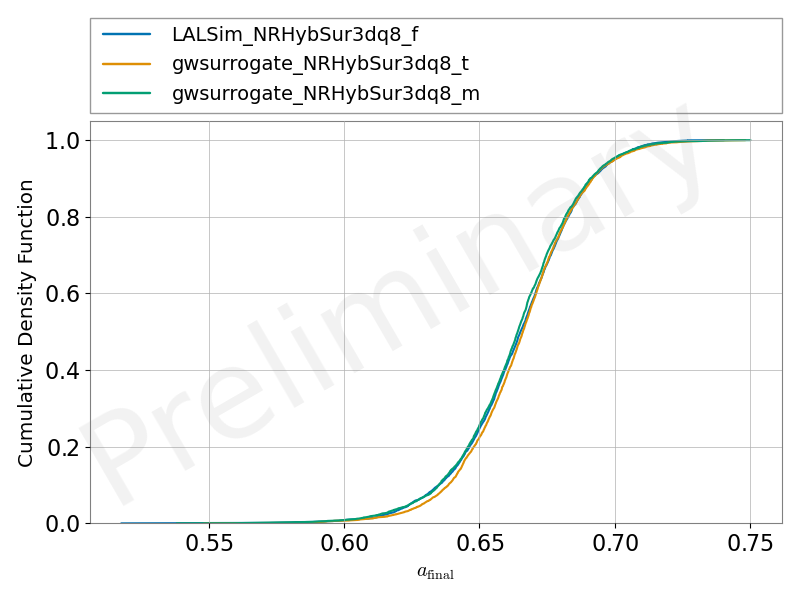 LALSim_NRHybSur3dq8_f
gwsurrogate_NRHybSur3dq8_t
gwsurrogate_NRHybSur3dq8_m
Preliminary
1.0
0.8
0.6
0.4
0.2
0.0
Cumulative Density Function
0.55 0.60 0.65 0.70 0.75
a_final